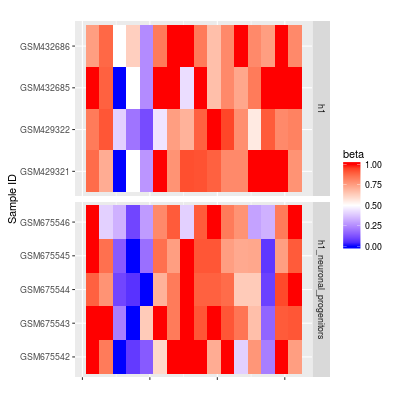 Sample ID
GSM432686
GSM432685
GSM429322
GSM429321
h1
GSM675546
GSM675545
GSM675544
GSM675543
GSM675542
h1_neuronal_progenitors
beta
1.00
0.75
0.50
0.25
0.00